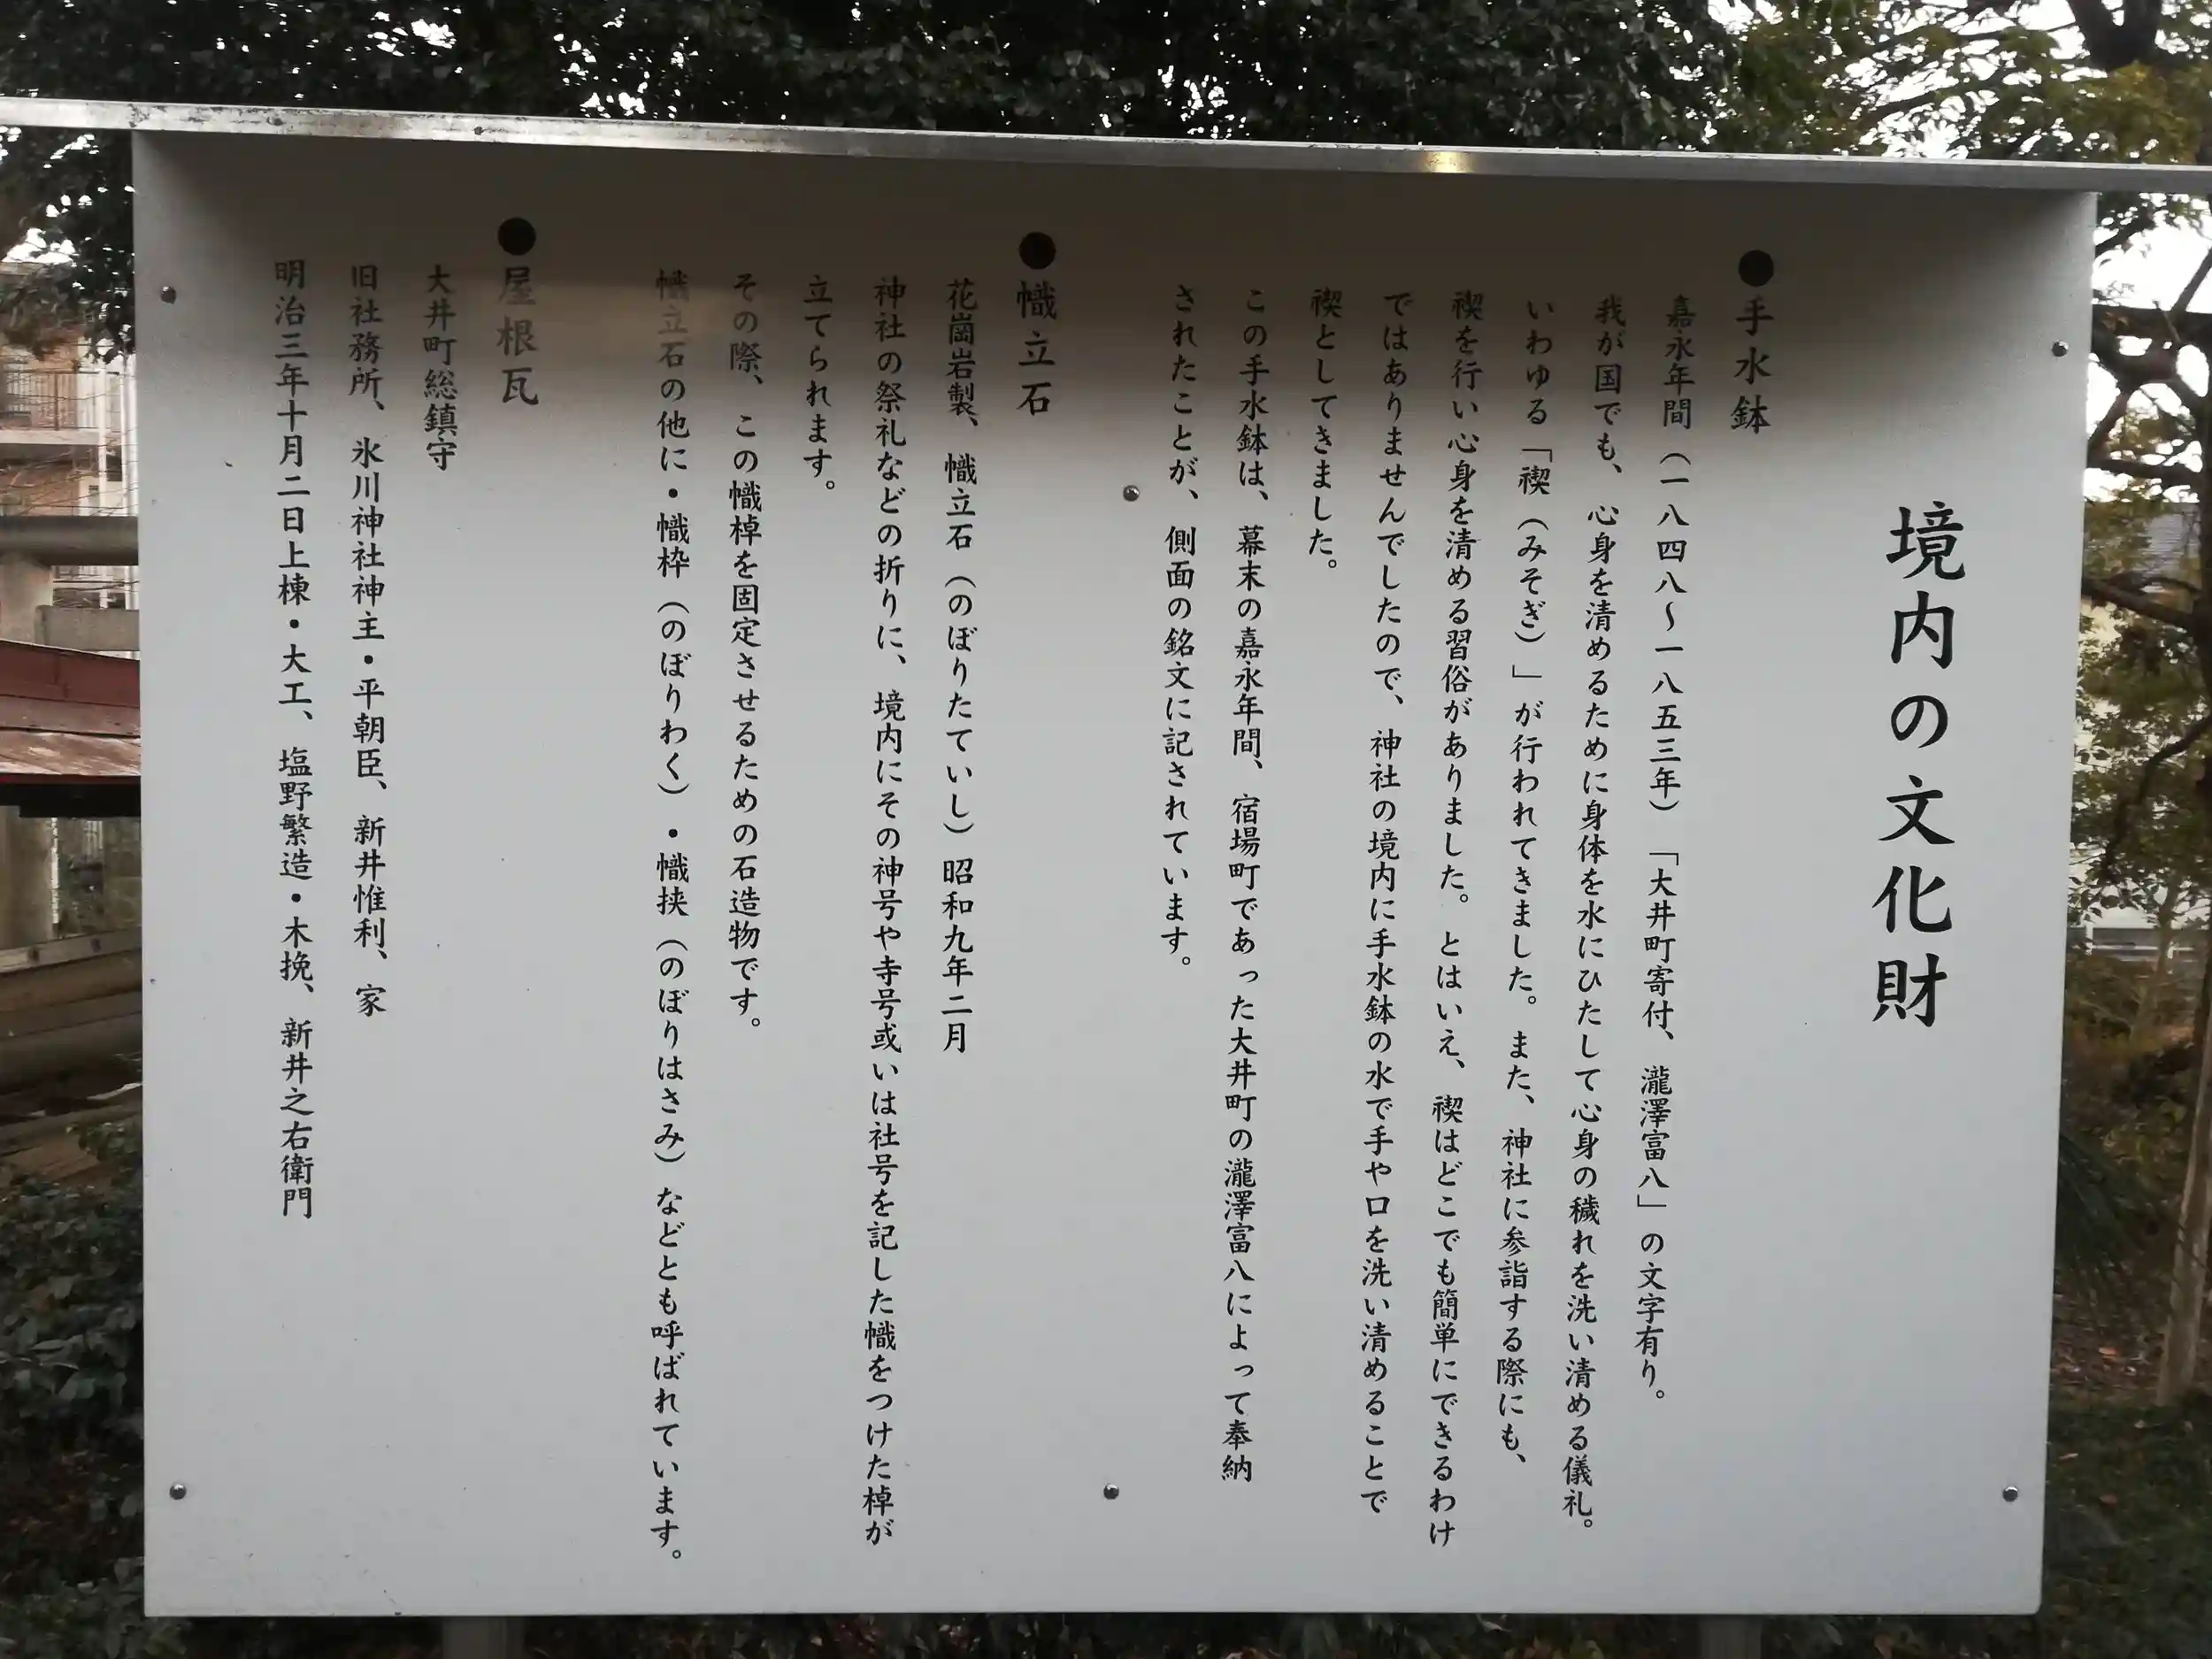 境内の文化財
●手水鉢
嘉永年間（一八四八〜一八五三年）「大井町寄付、瀧澤富八」の文字有り。
我が国でも、心身を清めるために身体を水にひたして心身の穢れを洗い清める儀礼。
いわゆる「禊（みそぎ）」が行われてきました。また、神社に参詣する際にも、
禊を行い心身を清める習俗がありました。とはいえ、禊はどこでも簡単にできるわけ
ではありませんでしたので、神社の境内に手水鉢の水で手や口を洗い清めることで
禊としてきました。
この手水鉢は、幕末の嘉永年間、宿場町であった大井町の瀧澤富八によって奉納
されたことが、側面の銘文に記されています。
●幟立石
花崗岩製、幟立石（のぼりたていし）昭和九年二月
神社の祭礼などの折りに、境内にその神号や寺号或いは社号を記した幟をつけた棹が
立てられます。
その際、この幟棹を固定させるための石造物です。
幟立石の他に・幟枠（のぼりわく）・幟挟（のぼりはさみ）などとも呼ばれています。
●屋根瓦
大井町総鎮守
旧社務所、氷川神社神主・平朝臣、新井惟利、家
明治三年十月二日上棟・大工、塩野繁造・木挽、新井之右衛門